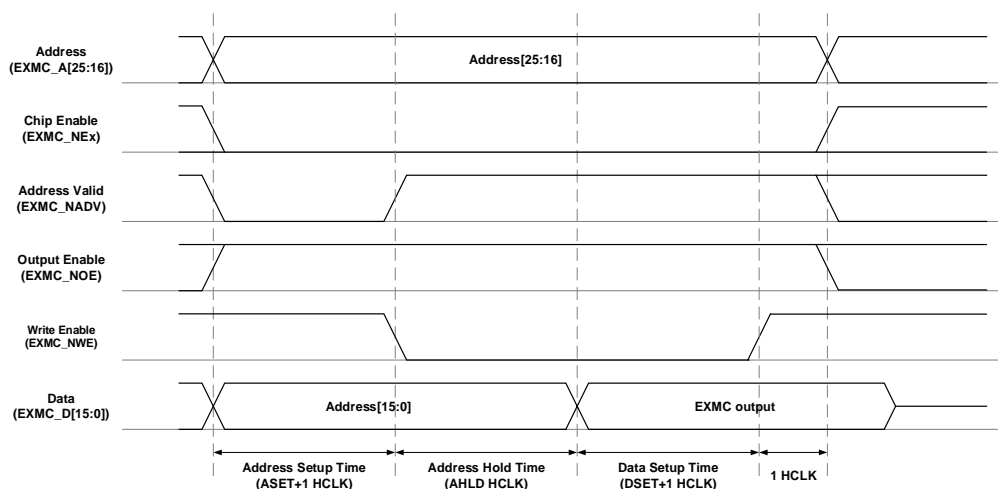 Address
(EXMC_A[25:16])
Address[25:16]
Chip Enable
(EXMC_NEx)
Address Valid
(EXMC_NADV)
Output Enable
(EXMC_NOE)
Write Enable
(EXMC_NWE)
Data
(EXMC_D[15:0])
Address[15:0]
EXMC output
Address Setup Time
(ASET+1 HCLK)
Address Hold Time
(AHLD HCLK)
Data Setup Time
(DSET+1 HCLK)
1 HCLK